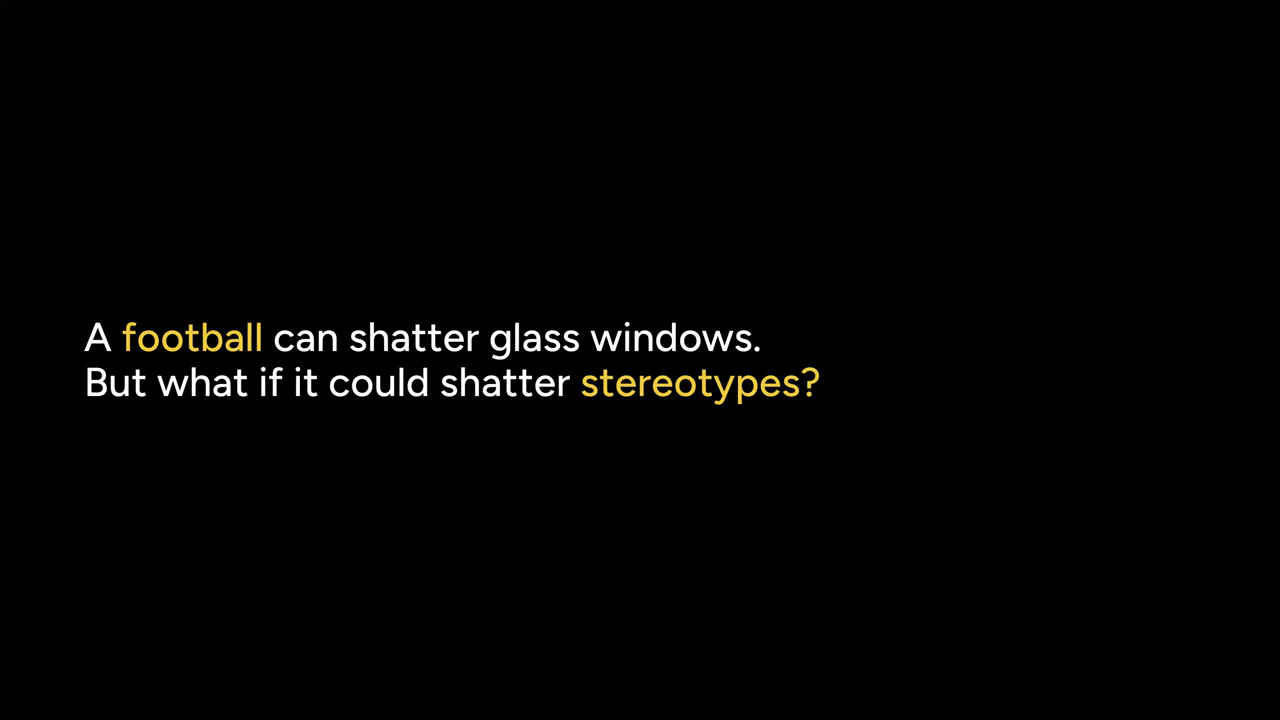 A football can shatter glass windows.
But what if it could shatter stereotypes?